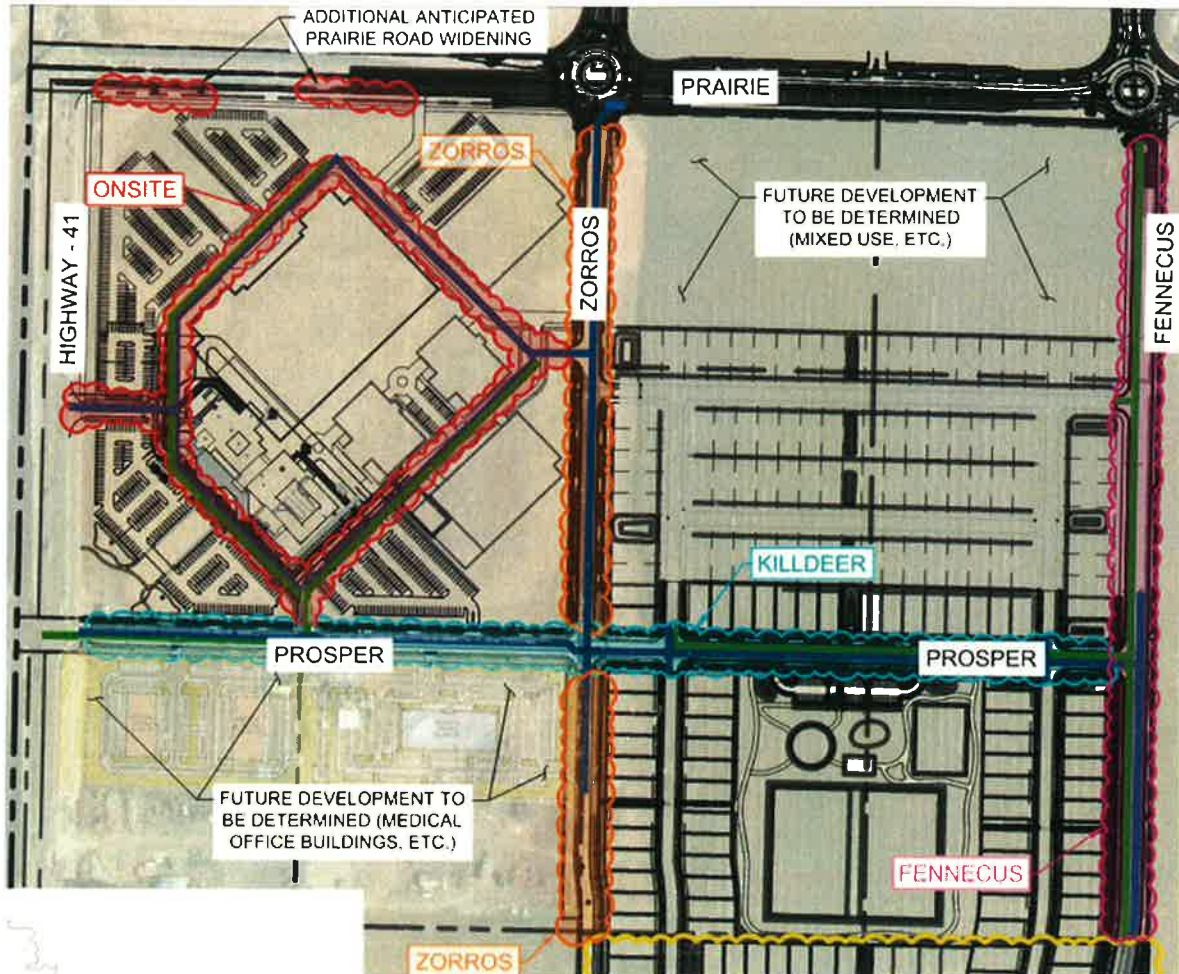 ADDITIONAL ANTICIPATED
PRAIRIE ROAD WIDENING
PRAIRIE
ZORROS
ONSITE
HIGHWAY - 41
ZORROS
FUTURE DEVELOPMENT
TO BE DETERMINED
(MIXED USE, ETC.)
FENNECUS
KILLDEER
PROSPER
PROSPER
FUTURE DEVELOPMENT TO
BE DETERMINED (MEDICAL
OFFICE BUILDINGS, ETC.)
FENNECUS
ZORROS